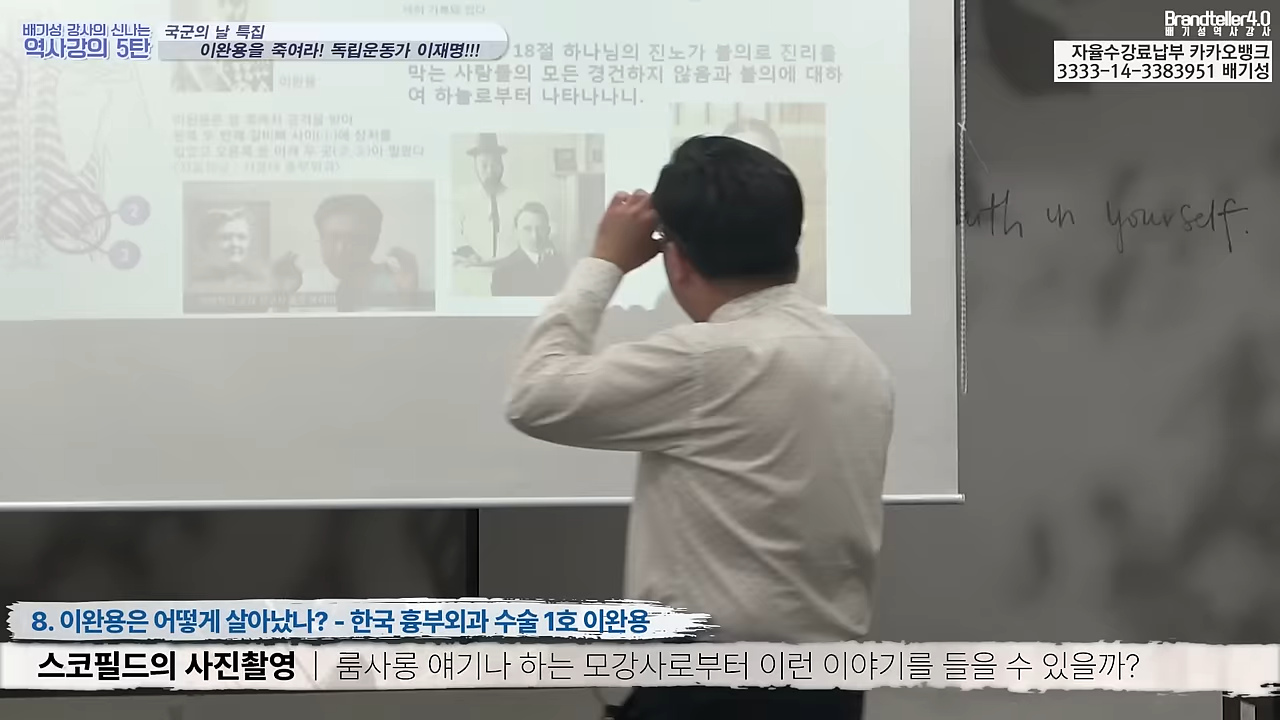 배기성 강사의 신나는
역사강의 5탄
국군의 날 특집
이완용을 죽여라! 독립운동가 이재명!!!
Brandteller4.0
배기성역사강사
자율수강료납부 카카오뱅크
3333-14-3383951 배기성
18절 하나님의 진노가 불의로 진리를
막는 사람들의 모든 경건하지 않음과 불의에 대하
여 하늘로부터 나타나나니.
이완용
2
3
in yourself.
8. 이완용은 어떻게 살아났나? - 한국 흉부외과 수술 1호 이완용
스코필드의 사진촬영 | 룸사롱 얘기나 하는 모강사로부터 이런 이야기를 들을 수 있을까?